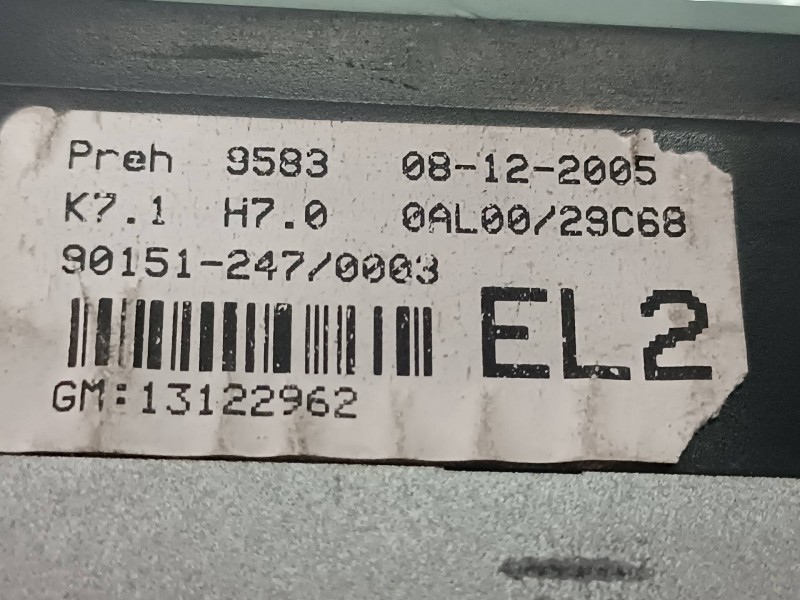 Preh 9583 08-12-2005
K7.1 H7.0 0AL00/29C68
90151-247/0003
EL2
GM:13122962